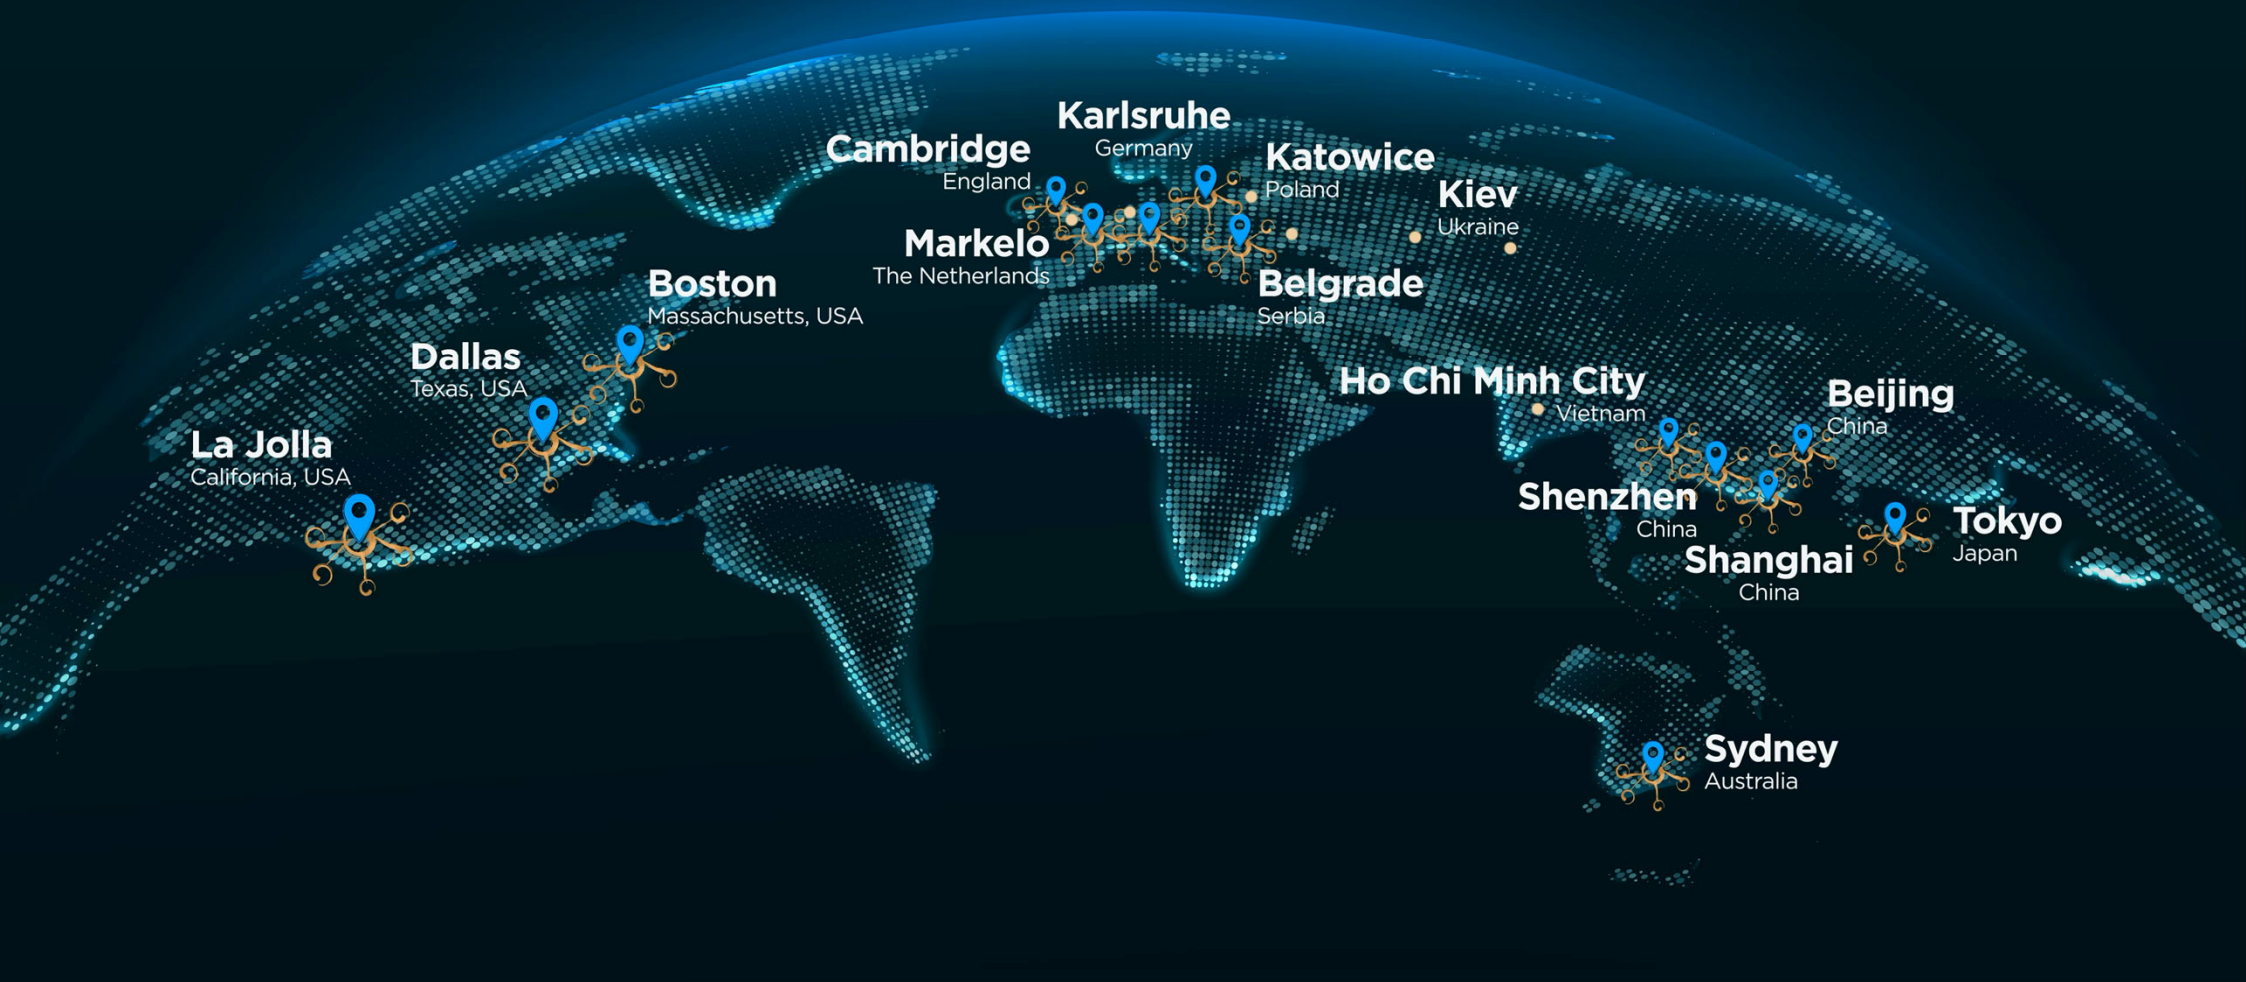 Karlsruhe
Germany
Cambridge
England
Katowice
Poland
Kiev
Ukraine
Markelo
The Netherlands
Boston
Massachusetts, USA
Belgrade
Serbia
Dallas
Texas, USA
Ho Chi Minh City
Vietnam
Beijing
China
La Jolla
California, USA
Shenzhen
China
Tokyo
Japan
Shanghai
China
Sydney
Australia